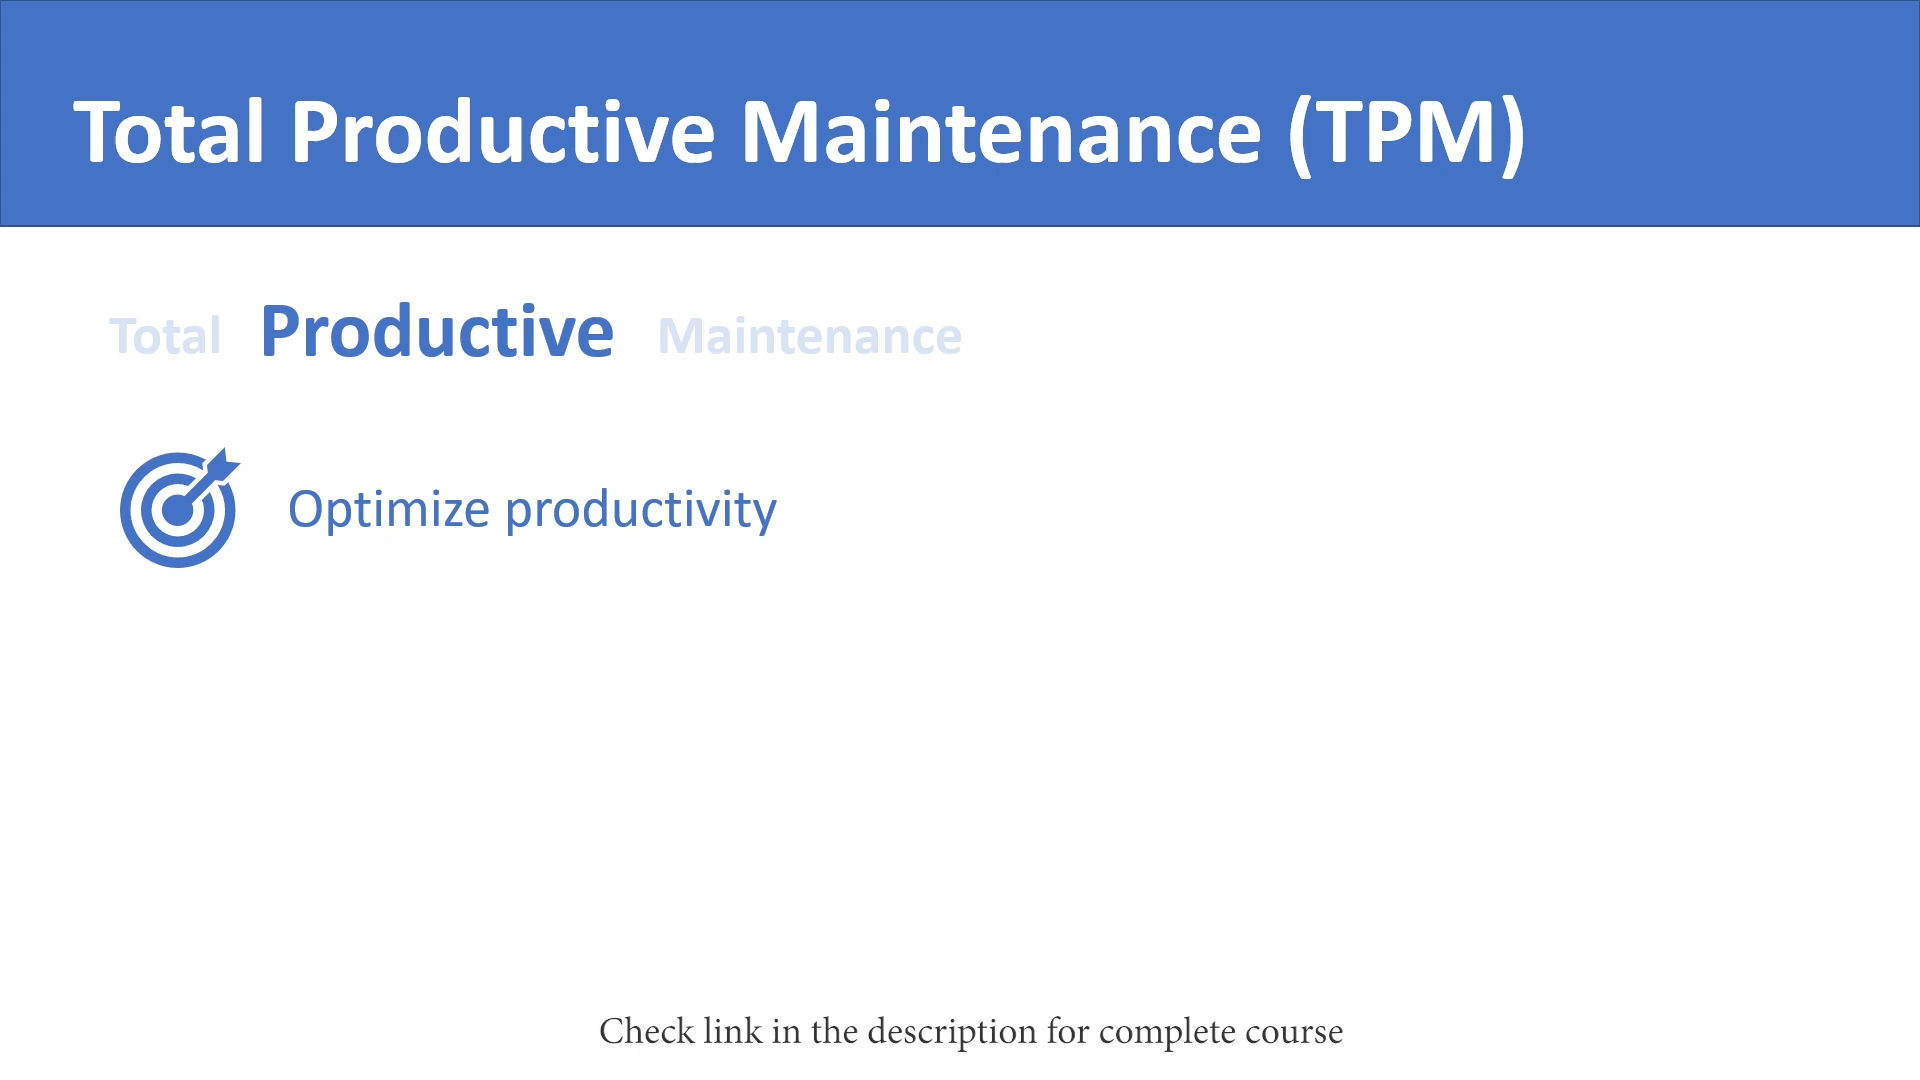 Total Productive Maintenance (TPM)
Total Productive Maintenance
Optimize productivity
Check link in the description for complete course